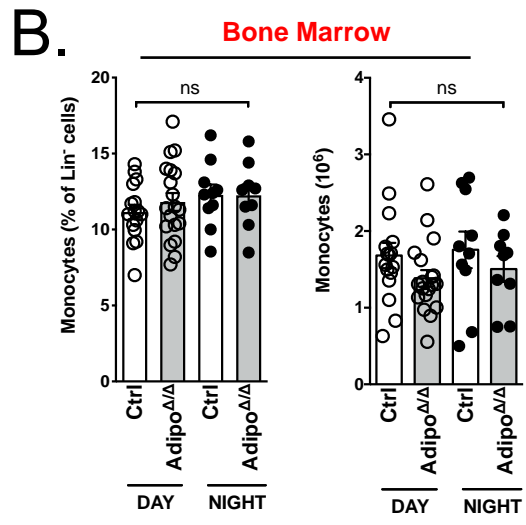 B.
Bone Marrow
ns
Monocytes (% of Lin⁻ cells)
20
15
10
5
0
Ctrl
Adipo^Δ/Δ
Ctrl
Adipo^Δ/Δ
DAY
NIGHT
ns
Monocytes (10⁶)
4
3
2
1
0
Ctrl
Adipo^Δ/Δ
Ctrl
Adipo^Δ/Δ
DAY
NIGHT